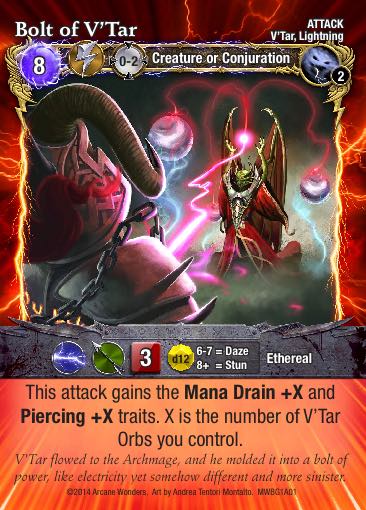 Bolt of V'Tar
ATTACK
V'Tar, Lightning
8
0-2
Creature or Conjuration
2
3
d12
6-7 = Daze
8+ = Stun
Ethereal
This attack gains the Mana Drain +X and
Piercing +X traits. X is the number of V'Tar
Orbs you control.
V'Tar flowed to the Archmage, and he molded it into a bolt of
power, like electricity yet somehow different and more sinister.
©2014 Arcane Wonders. Art by Andrea Tentori Montalto. MWBG1A01